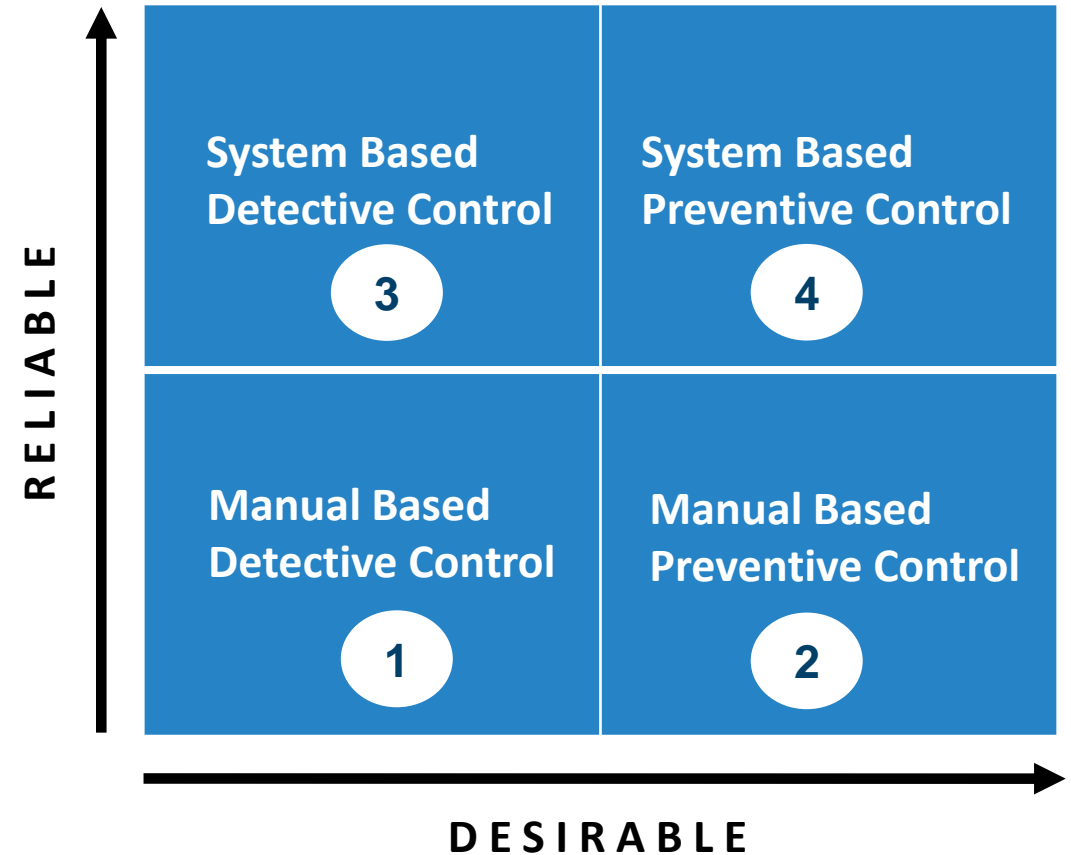 RELIABLE
System Based
Detective Control
3
System Based
Preventive Control
4
Manual Based
Detective Control
1
Manual Based
Preventive Control
2
DESIRABLE